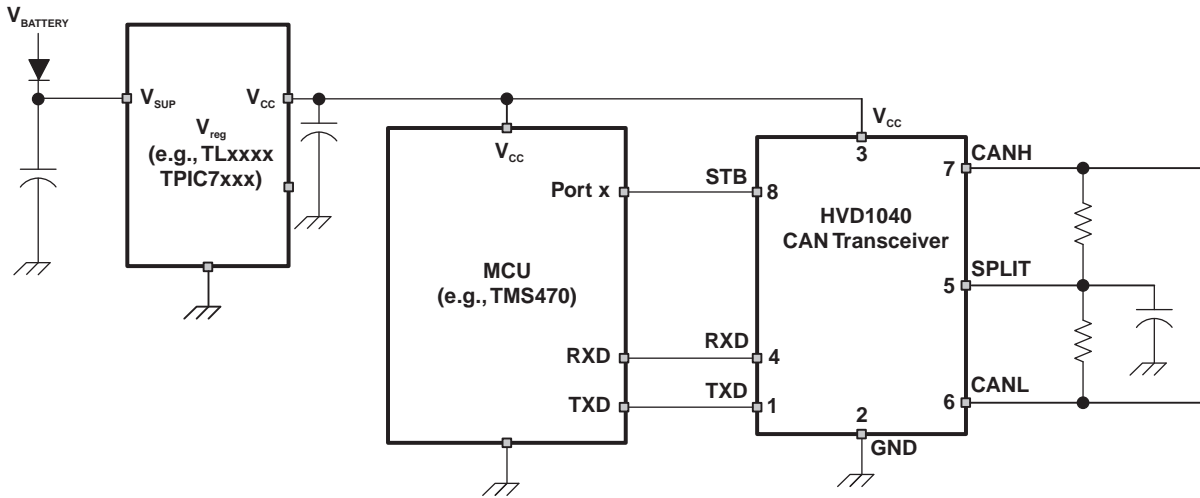 V_BATTERY
V_SUP
V_CC
V_reg
(e.g., TLxxxx
TPIC7xxx)
V_CC
Port x
MCU
(e.g., TMS470)
RXD
TXD
STB
RXD
TXD
V_CC
3
8
HVD1040
CAN Transceiver
4
1
2
GND
7
CANH
5
SPLIT
6
CANL